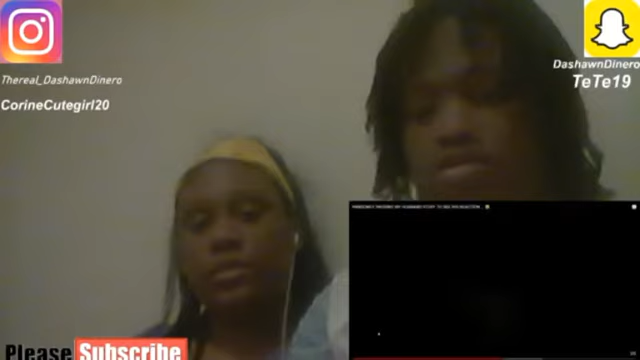 Thereal_DashawnDinero
CorineCutegirl20
DashawnDinero
TeTe19
Please Subscribe